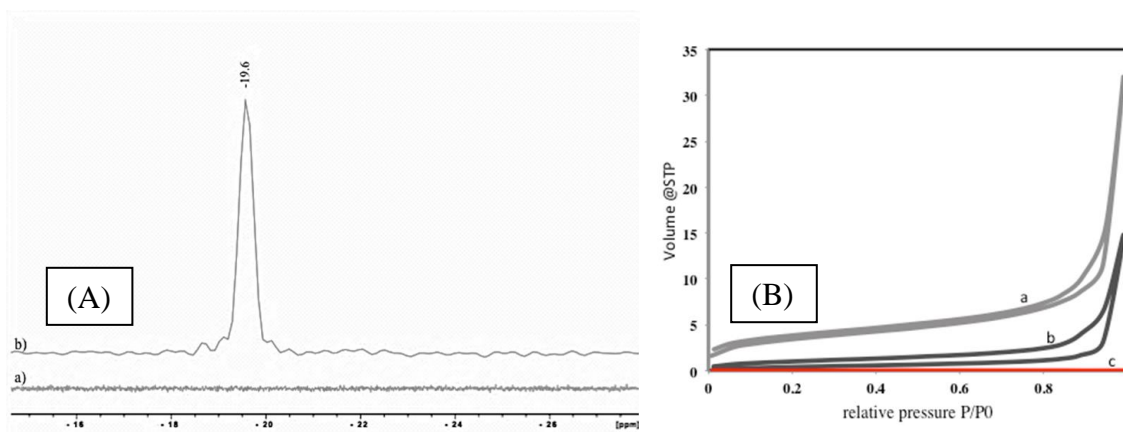 -19.6
(A)
b)
a)
- 16
- 18
- 20
- 22
- 24
- 26
[ppm]
35
30
25
20
15
10
5
0
Volume @STP
(B)
a
b
c
0
0.2
0.4
0.6
0.8
relative pressure P/P0